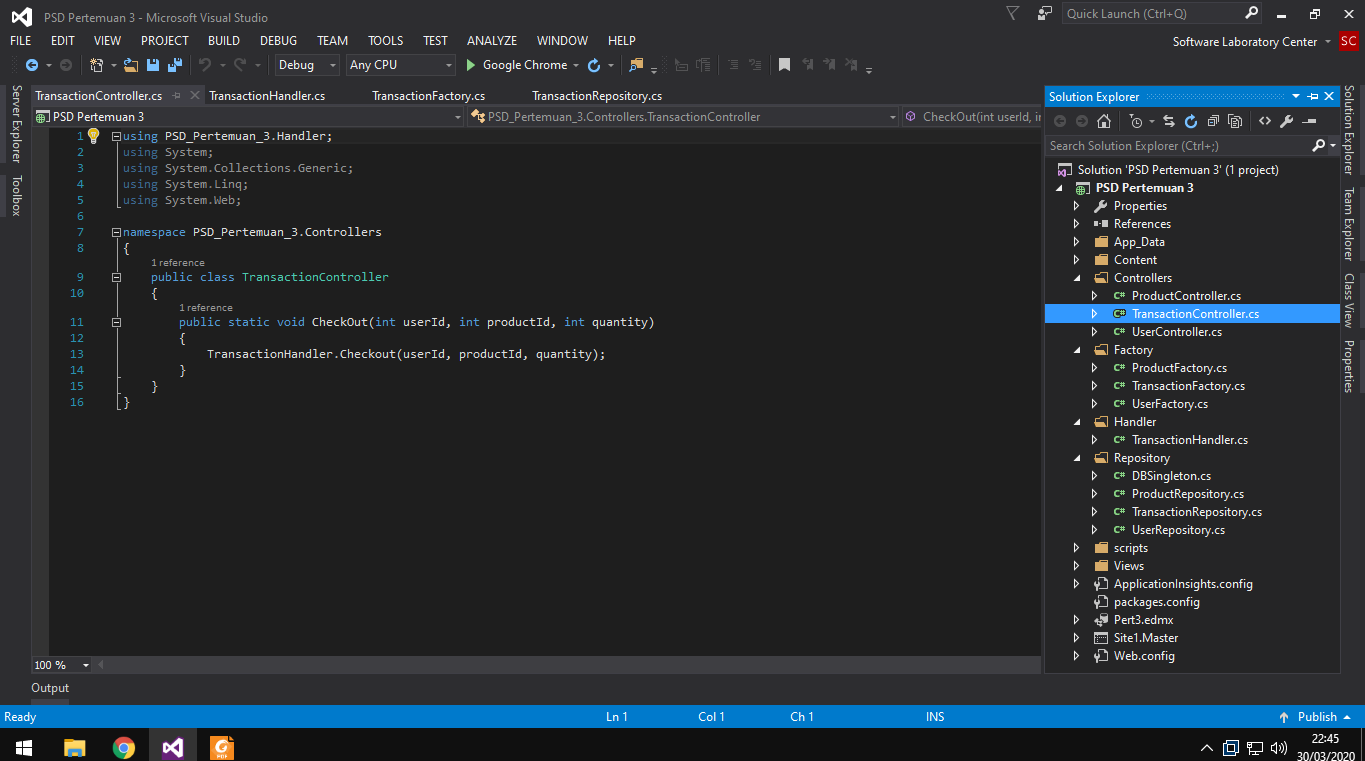 PSD Pertemuan 3 - Microsoft Visual Studio
Quick Launch (Ctrl+Q)
FILE EDIT VIEW PROJECT BUILD DEBUG TEAM TOOLS TEST ANALYZE WINDOW HELP
Software Laboratory Center SC
Debug Any CPU Google Chrome
Server Explorer
Toolbox
TransactionController.cs TransactionHandler.cs TransactionFactory.cs TransactionRepository.cs
PSD Pertemuan 3 PSD_Pertemuan_3.Controllers.TransactionController CheckOut(int userId, in
1 using PSD_Pertemuan_3.Handler;
2 using System;
3 using System.Collections.Generic;
4 using System.Linq;
5 using System.Web;
6
7 namespace PSD_Pertemuan_3.Controllers
8 {
1 reference
9 public class TransactionController
10 {
1 reference
11 public static void CheckOut(int userId, int productId, int quantity)
12 {
13 TransactionHandler.Checkout(userId, productId, quantity);
14 }
15 }
16 }
100 %
Solution Explorer
Search Solution Explorer (Ctrl+;)
Solution 'PSD Pertemuan 3' (1 project)
PSD Pertemuan 3
Properties
References
App_Data
Content
Controllers
C# ProductController.cs
C# TransactionController.cs
C# UserController.cs
Factory
C# ProductFactory.cs
C# TransactionFactory.cs
C# UserFactory.cs
Handler
C# TransactionHandler.cs
Repository
C# DBSingleton.cs
C# ProductRepository.cs
C# TransactionRepository.cs
C# UserRepository.cs
scripts
Views
ApplicationInsights.config
packages.config
Pert3.edmx
Site1.Master
Web.config
Solution Explorer
Team Explorer
Class View
Properties
Output
Ready Ln 1 Col 1 Ch 1 INS Publish
PDF
22:45
30/03/2020